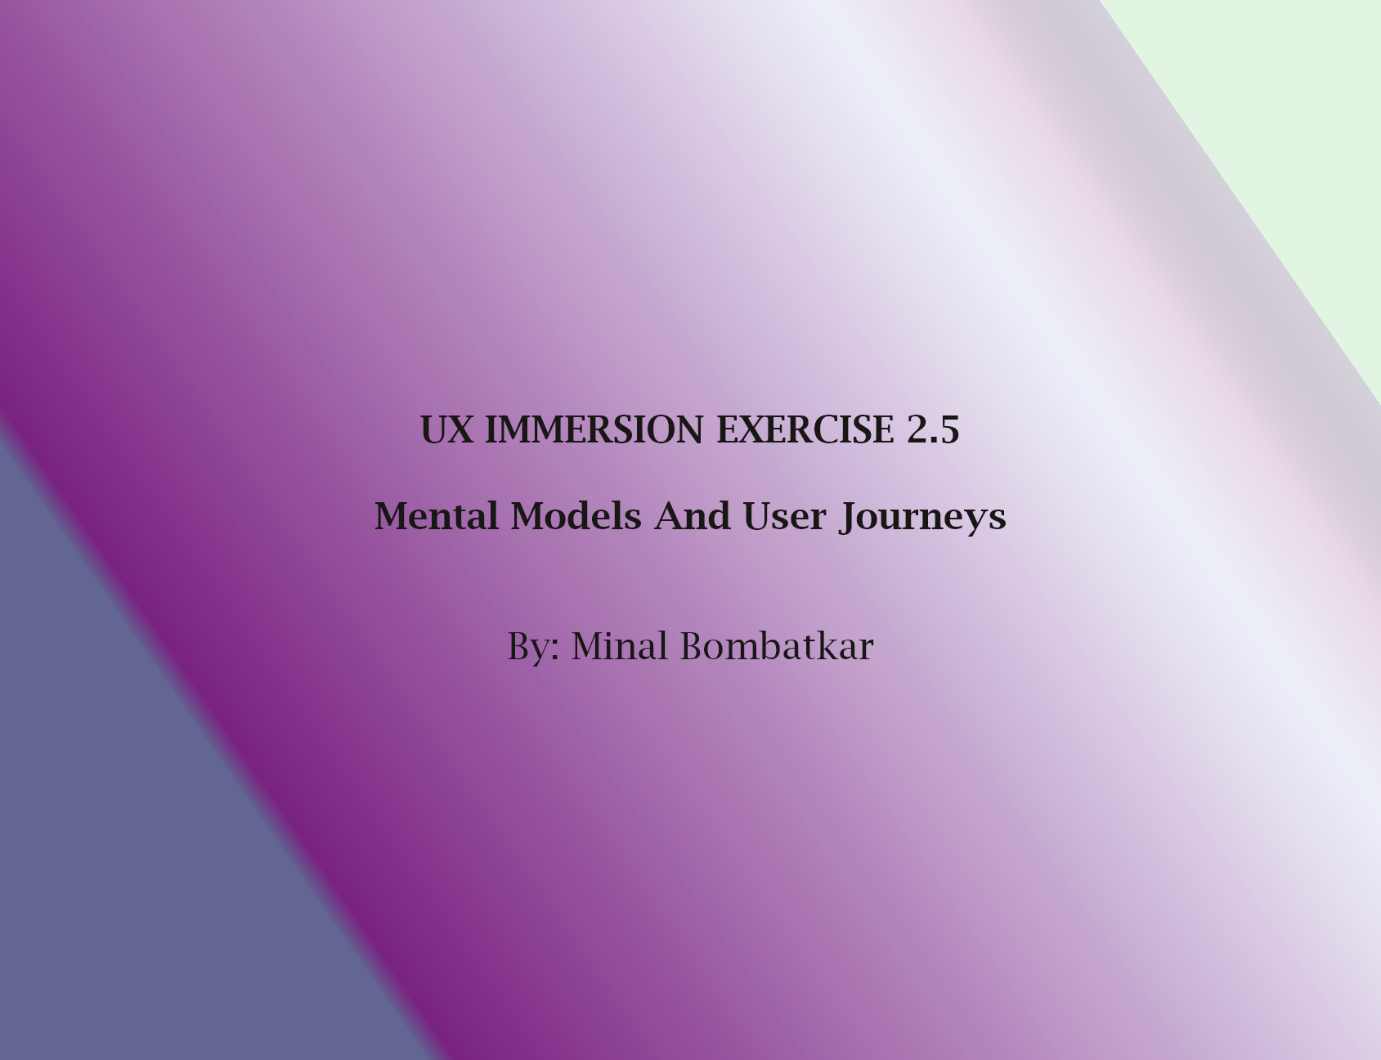 UX IMMERSION EXERCISE 2.5
Mental Models And User Journeys
By: Minal Bombatkar